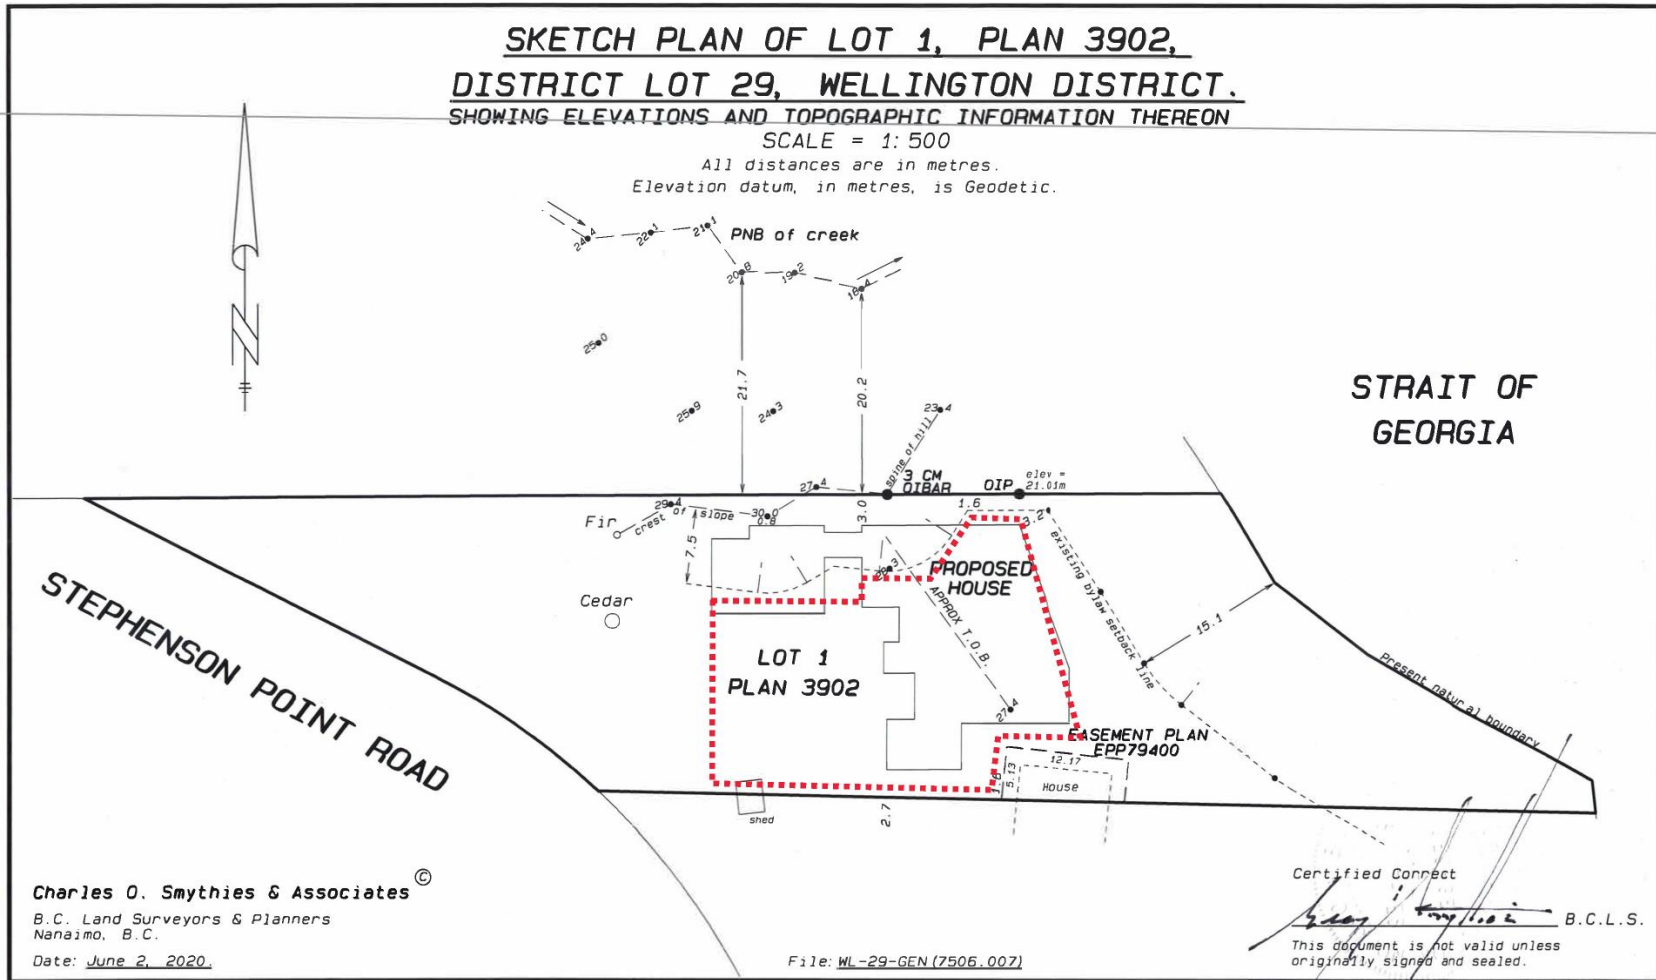 SKETCH PLAN OF LOT 1, PLAN 3902,
DISTRICT LOT 29, WELLINGTON DISTRICT.
SHOWING ELEVATIONS AND TOPOGRAPHIC INFORMATION THEREON
SCALE = 1:500
All distances are in metres.
Elevation datum, in metres, is Geodetic.
N
24.4
22.1
21.1
PNB of creek
20.8
19.2
18.4
25.0
21.7
20.2
25.9
24.3
23.4
spine of hill
STRAIT OF
GEORGIA
27.4
3 CM
OIBAR
OIP
elev =
21.01m
29.4
crest of slope
30.0
0.8
3.0
1.6
3.2
Fir
7.5
28.3
PROPOSED
HOUSE
existing bylaw setback line
APPROX T.O.B.
15.1
Cedar
STEPHENSON POINT ROAD
LOT 1
PLAN 3902
Present natural boundary
27.4
EASEMENT PLAN
EPP79400
12.17
1.6
5.13
House
shed
2.7
Charles O. Smythies & Associates ©
B.C. Land Surveyors & Planners
Nanaimo, B.C.
Date: June 2, 2020.
File: WL-29-GEN (7506.007)
Certified Correct
B.C.L.S.
This document is not valid unless
originally signed and sealed.